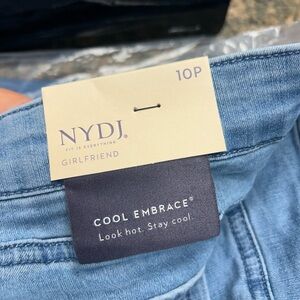 10P
NYDJ®
FIT IS EVERYTHING
GIRLFRIEND
COOL EMBRACE®
Look hot. Stay cool.